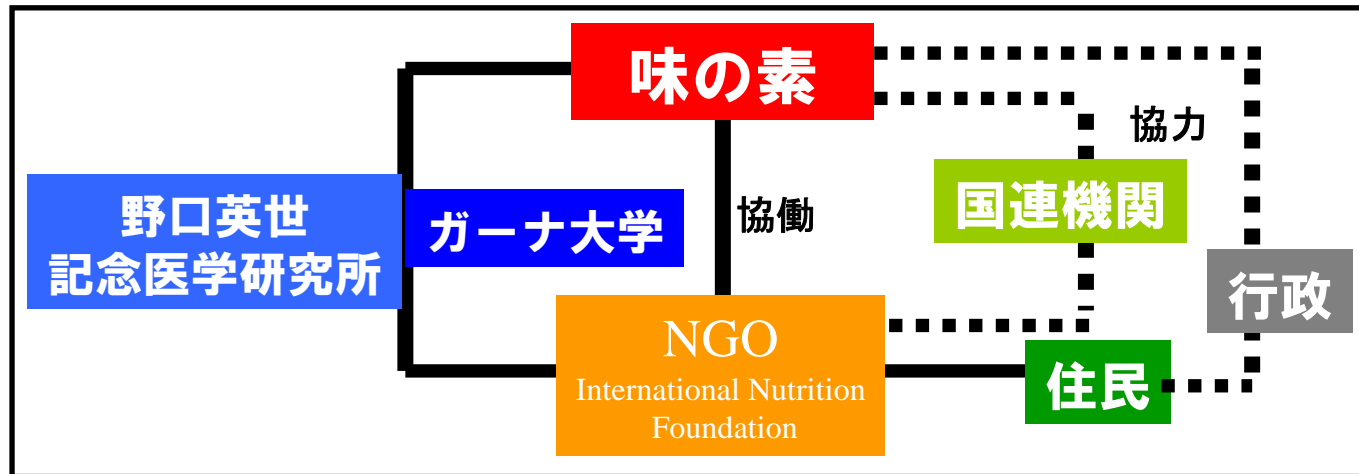 味の素
協力
野口英世
記念医学研究所
ガーナ大学
協働
国連機関
行政
NGO
International Nutrition
Foundation
住民